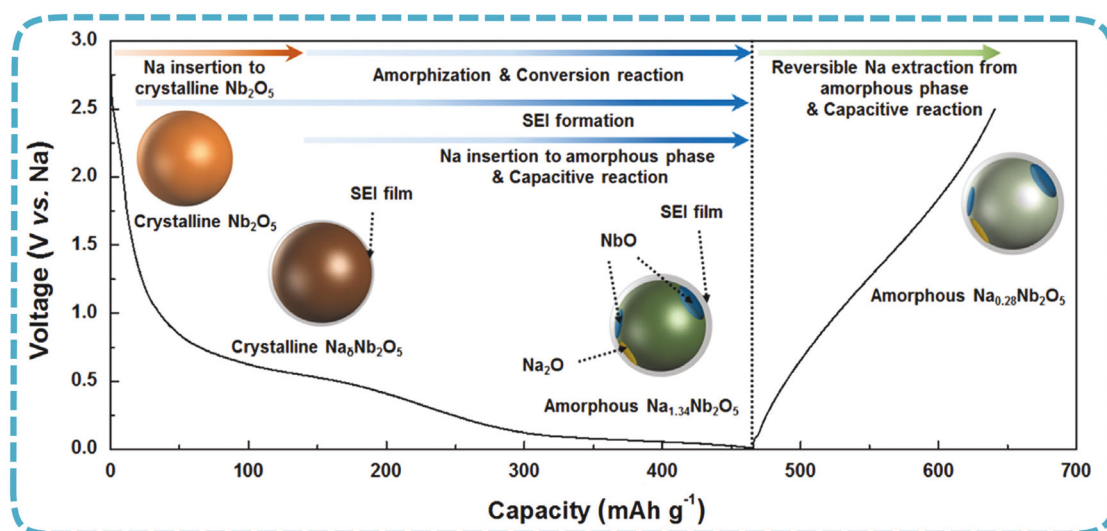 3.0
2.5
2.0
1.5
1.0
0.5
0.0
Voltage (V vs. Na)
Na insertion to
crystalline Nb₂O₅
Amorphization & Conversion reaction
Reversible Na extraction from
amorphous phase
& Capacitive reaction
SEI formation
Na insertion to amorphous phase
& Capacitive reaction
Crystalline Nb₂O₅
SEI film
Crystalline NaδNb₂O₅
NbO
SEI film
Na₂O
Amorphous Na₁.₃₄Nb₂O₅
Amorphous Na₀.₂₈Nb₂O₅
0
100
200
300
400
500
600
700
Capacity (mAh g⁻¹)